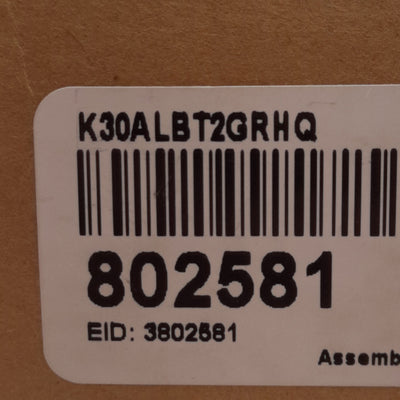 K30ALBT2GRHQ
802581
EID: 3802581
Assemb